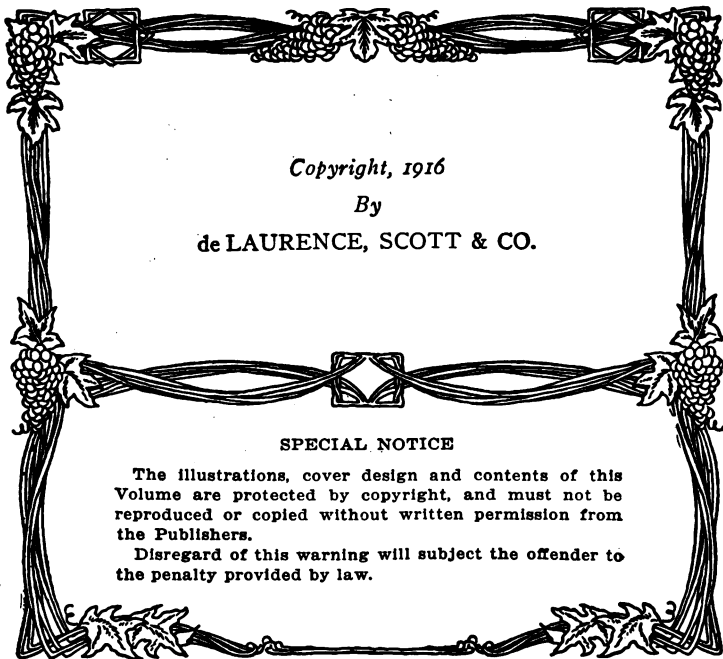 Copyright, 1916
By
de LAURENCE, SCOTT & CO.
SPECIAL NOTICE
The illustrations, cover design and contents of this
Volume are protected by copyright, and must not be
reproduced or copied without written permission from
the Publishers.
Disregard of this warning will subject the offender to
the penalty provided by law.